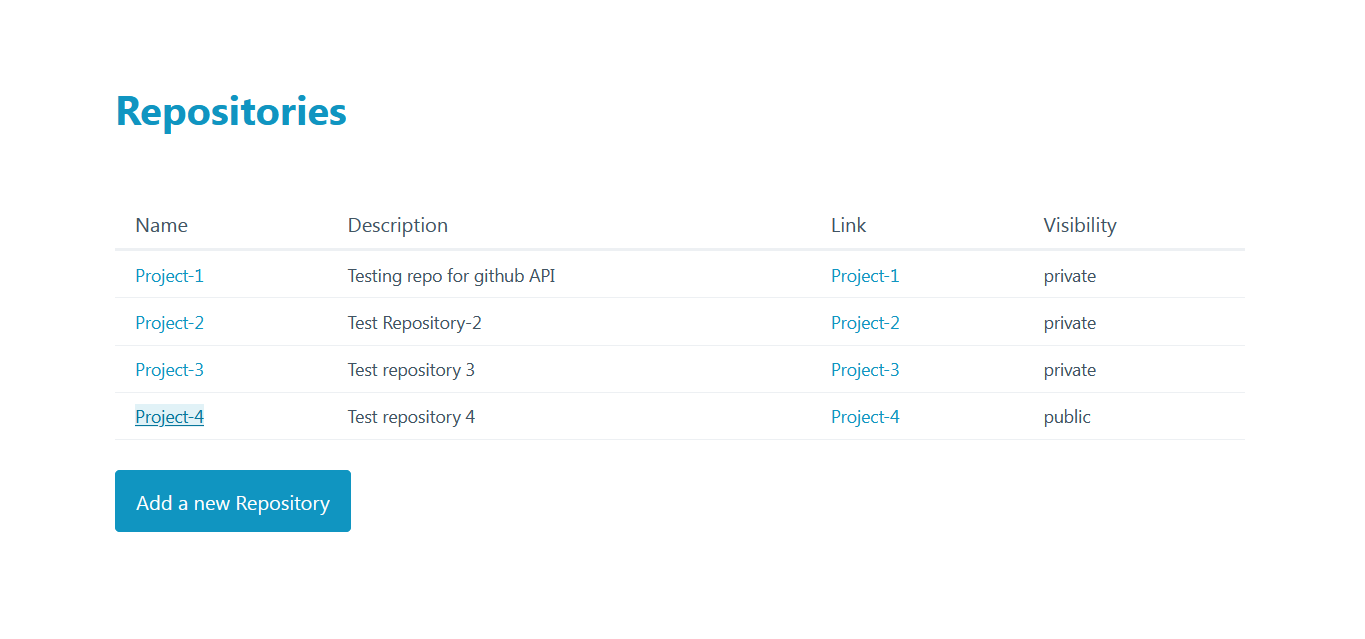 Repositories
Name Description Link Visibility
Project-1 Testing repo for github API Project-1 private
Project-2 Test Repository-2 Project-2 private
Project-3 Test repository 3 Project-3 private
Project-4 Test repository 4 Project-4 public
Add a new Repository